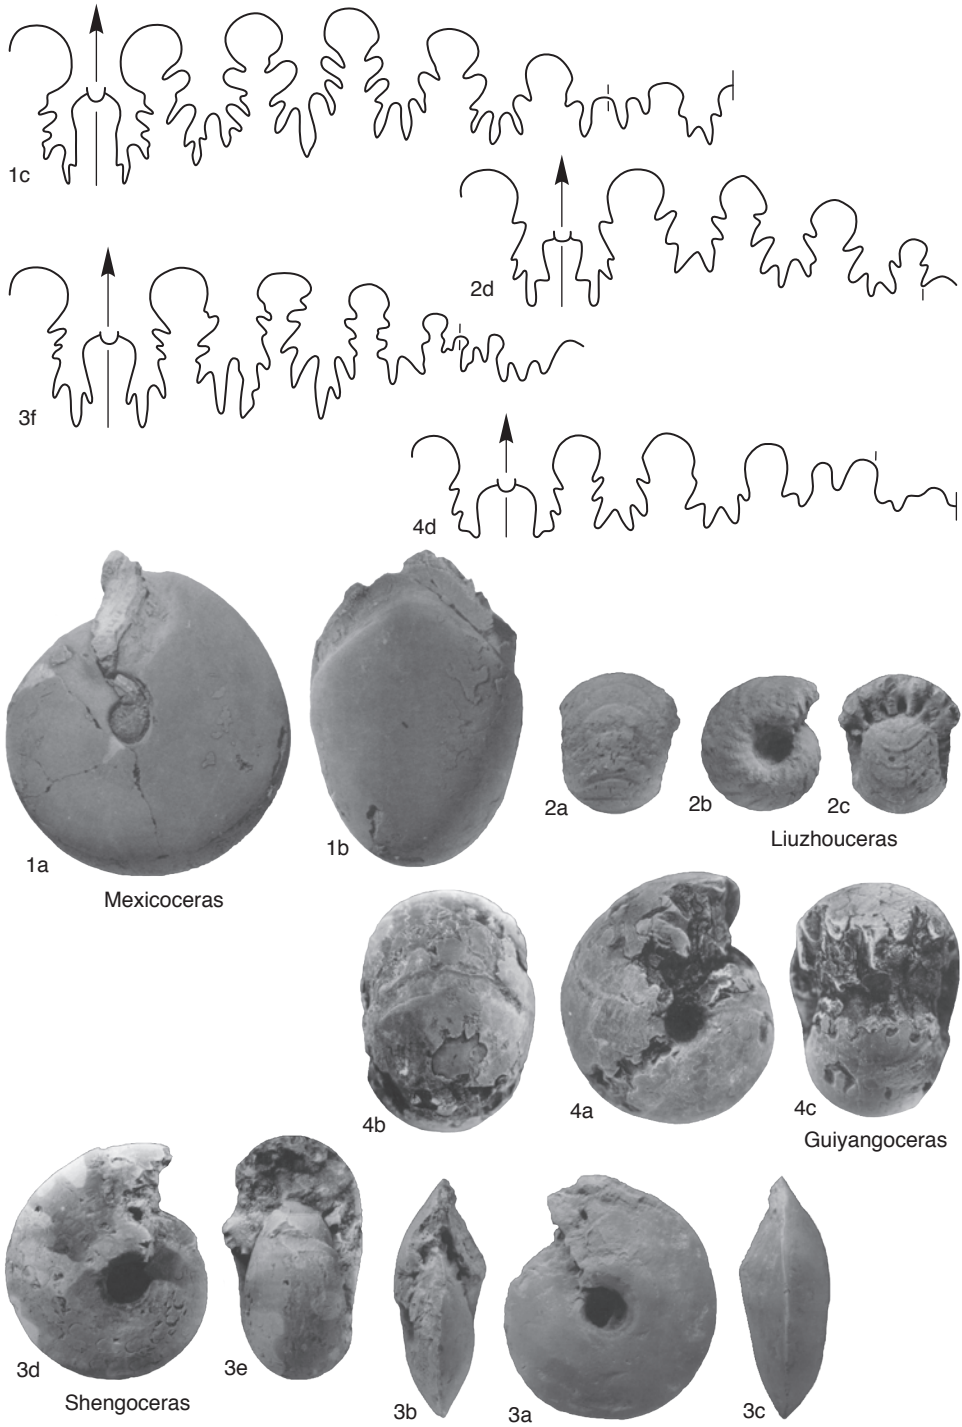 1c
2d
3f
4d
1a
1b
2a
2b
2c
Liuzhouceras
Mexicoceras
4b
4a
4c
Guiyangoceras
3d
3e
Shengoceras
3b
3a
3c